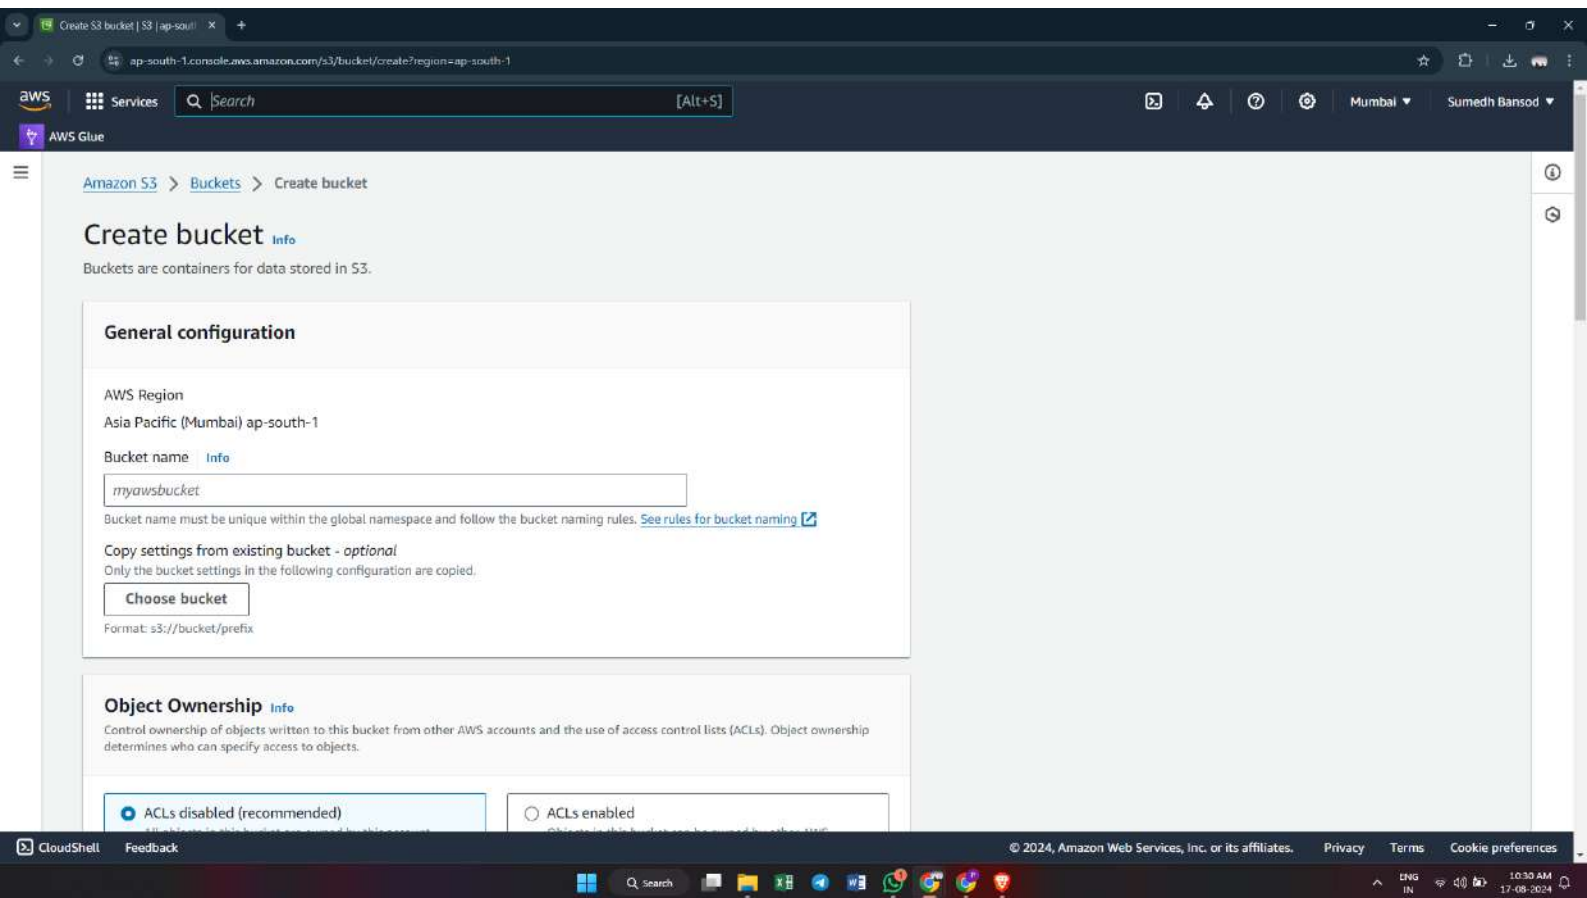 Create S3 bucket | S3 | ap-sout
ap-south-1.console.aws.amazon.com/s3/bucket/create?region=ap-south-1
aws
Services
Search
[Alt+S]
Mumbai ▼
Sumedh Bansod ▼
AWS Glue
Amazon S3 > Buckets > Create bucket
Create bucket Info
Buckets are containers for data stored in S3.
General configuration
AWS Region
Asia Pacific (Mumbai) ap-south-1
Bucket name Info
myawsbucket
Bucket name must be unique within the global namespace and follow the bucket naming rules. See rules for bucket naming
Copy settings from existing bucket - optional
Only the bucket settings in the following configuration are copied.
Choose bucket
Format: s3://bucket/prefix
Object Ownership Info
Control ownership of objects written to this bucket from other AWS accounts and the use of access control lists (ACLs). Object ownership
determines who can specify access to objects.
ACLs disabled (recommended)
ACLs enabled
CloudShell Feedback
© 2024, Amazon Web Services, Inc. or its affiliates. Privacy Terms Cookie preferences
Search
ENG
IN
10:30 AM
17-08-2024